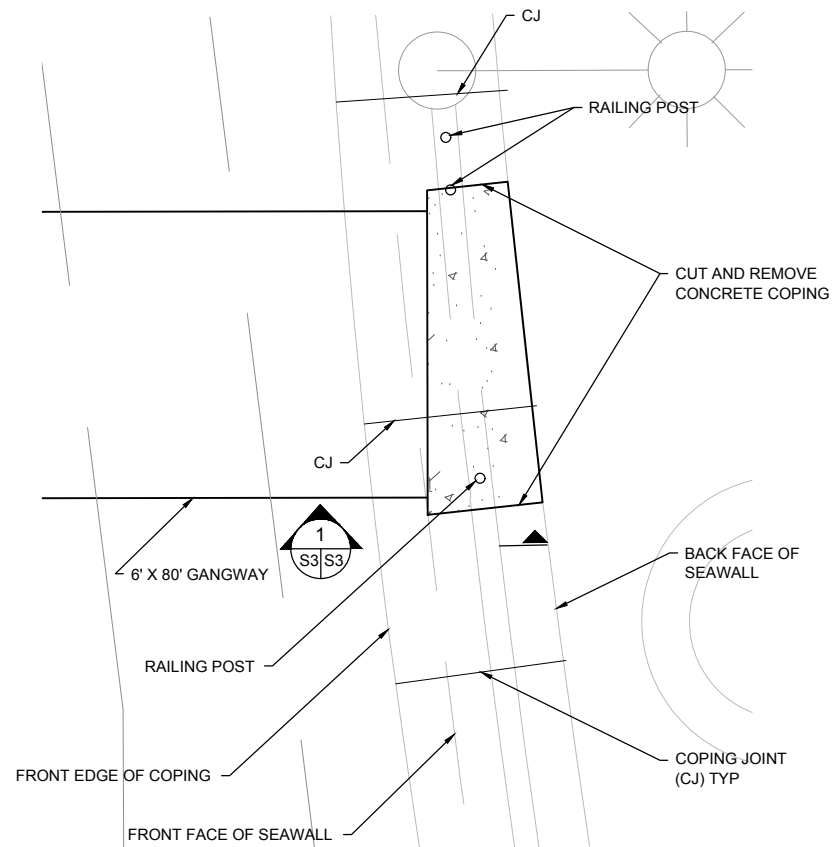 CJ
RAILING POST
CUT AND REMOVE
CONCRETE COPING
CJ
1
S3 S3
6' X 80' GANGWAY
BACK FACE OF
SEAWALL
RAILING POST
COPING JOINT
(CJ) TYP
FRONT EDGE OF COPING
FRONT FACE OF SEAWALL